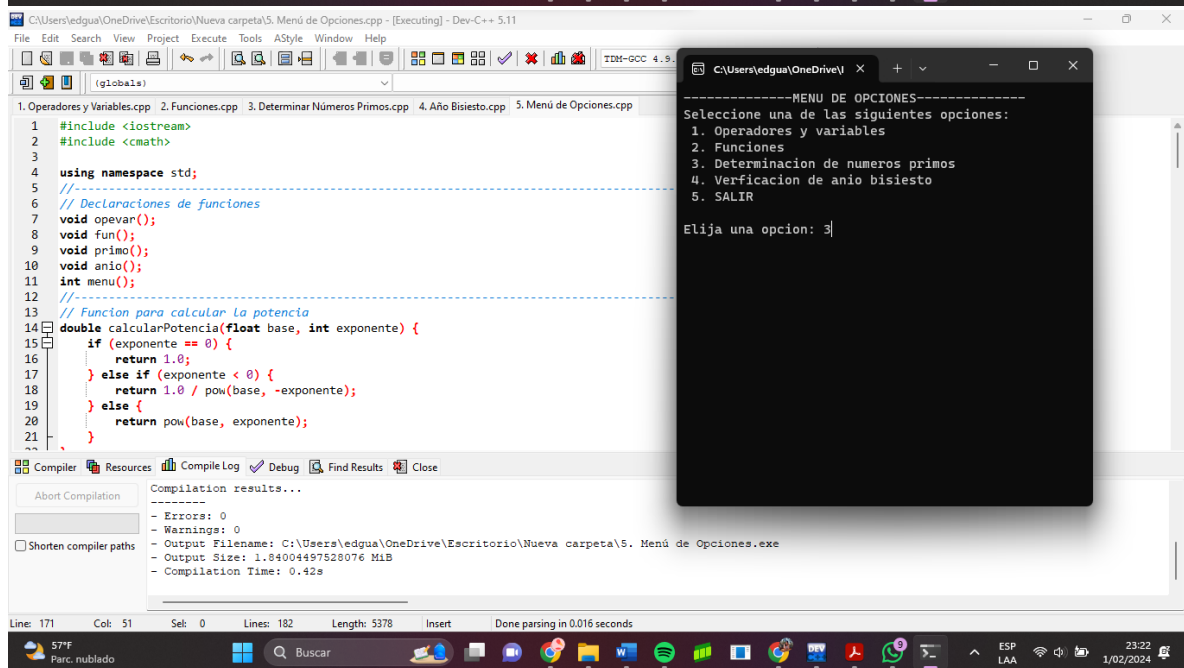 C:\Users\edgua\OneDrive\Escritorio\Nueva carpeta\5. Menú de Opciones.cpp - [Executing] - Dev-C++ 5.11
File Edit Search View Project Execute Tools AStyle Window Help
TDM-GCC 4.9.
(globals)
1. Operadores y Variables.cpp 2. Funciones.cpp 3. Determinar Números Primos.cpp 4. Año Bisiesto.cpp 5. Menú de Opciones.cpp
1 #include <iostream>
2 #include <cmath>
3
4 using namespace std;
5 //--------------------------------------------------------------------------------
6 // Declaraciones de funciones
7 void opevar();
8 void fun();
9 void primo();
10 void anio();
11 int menu();
12 //--------------------------------------------------------------------------------
13 // Funcion para calcular la potencia
14 double calcularPotencia(float base, int exponente) {
15 if (exponente == 0) {
16 return 1.0;
17 } else if (exponente < 0) {
18 return 1.0 / pow(base, -exponente);
19 } else {
20 return pow(base, exponente);
21 }
C:\Users\edgua\OneDrive\
--------------MENU DE OPCIONES--------------
Seleccione una de las siguientes opciones:
1. Operadores y variables
2. Funciones
3. Determinacion de numeros primos
4. Verficacion de anio bisiesto
5. SALIR
Elija una opcion: 3
Compiler Resources Compile Log Debug Find Results Close
Abort Compilation
Shorten compiler paths
Compilation results...
--------
- Errors: 0
- Warnings: 0
- Output Filename: C:\Users\edgua\OneDrive\Escritorio\Nueva carpeta\5. Menú de Opciones.exe
- Output Size: 1.84004497528076 MiB
- Compilation Time: 0.42s
Line: 171 Col: 51 Sel: 0 Lines: 182 Length: 5378 Insert Done parsing in 0.016 seconds
57°F
Parc. nublado
Buscar
DEV
9
ESP
LAA
23:22
1/02/2024